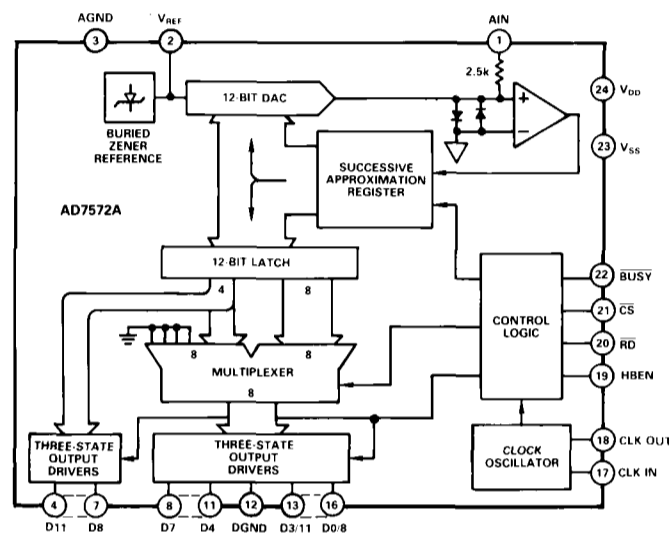 AGND
VREF
AIN
3
2
1
2.5k
12-BIT DAC
+
−
24
VDD
BURIED
ZENER
REFERENCE
SUCCESSIVE
APPROXIMATION
REGISTER
23
VSS
AD7572A
12-BIT LATCH
4
8
22
BUSY
21
CS
CONTROL
LOGIC
20
RD
8
8
MULTIPLEXER
8
19
HBEN
THREE-STATE
OUTPUT
DRIVERS
THREE-STATE
OUTPUT
DRIVERS
CLOCK
OSCILLATOR
18
CLK OUT
17
CLK IN
4
7
8
11
12
13
16
D11
D8
D7
D4
DGND
D3/11
D0/8